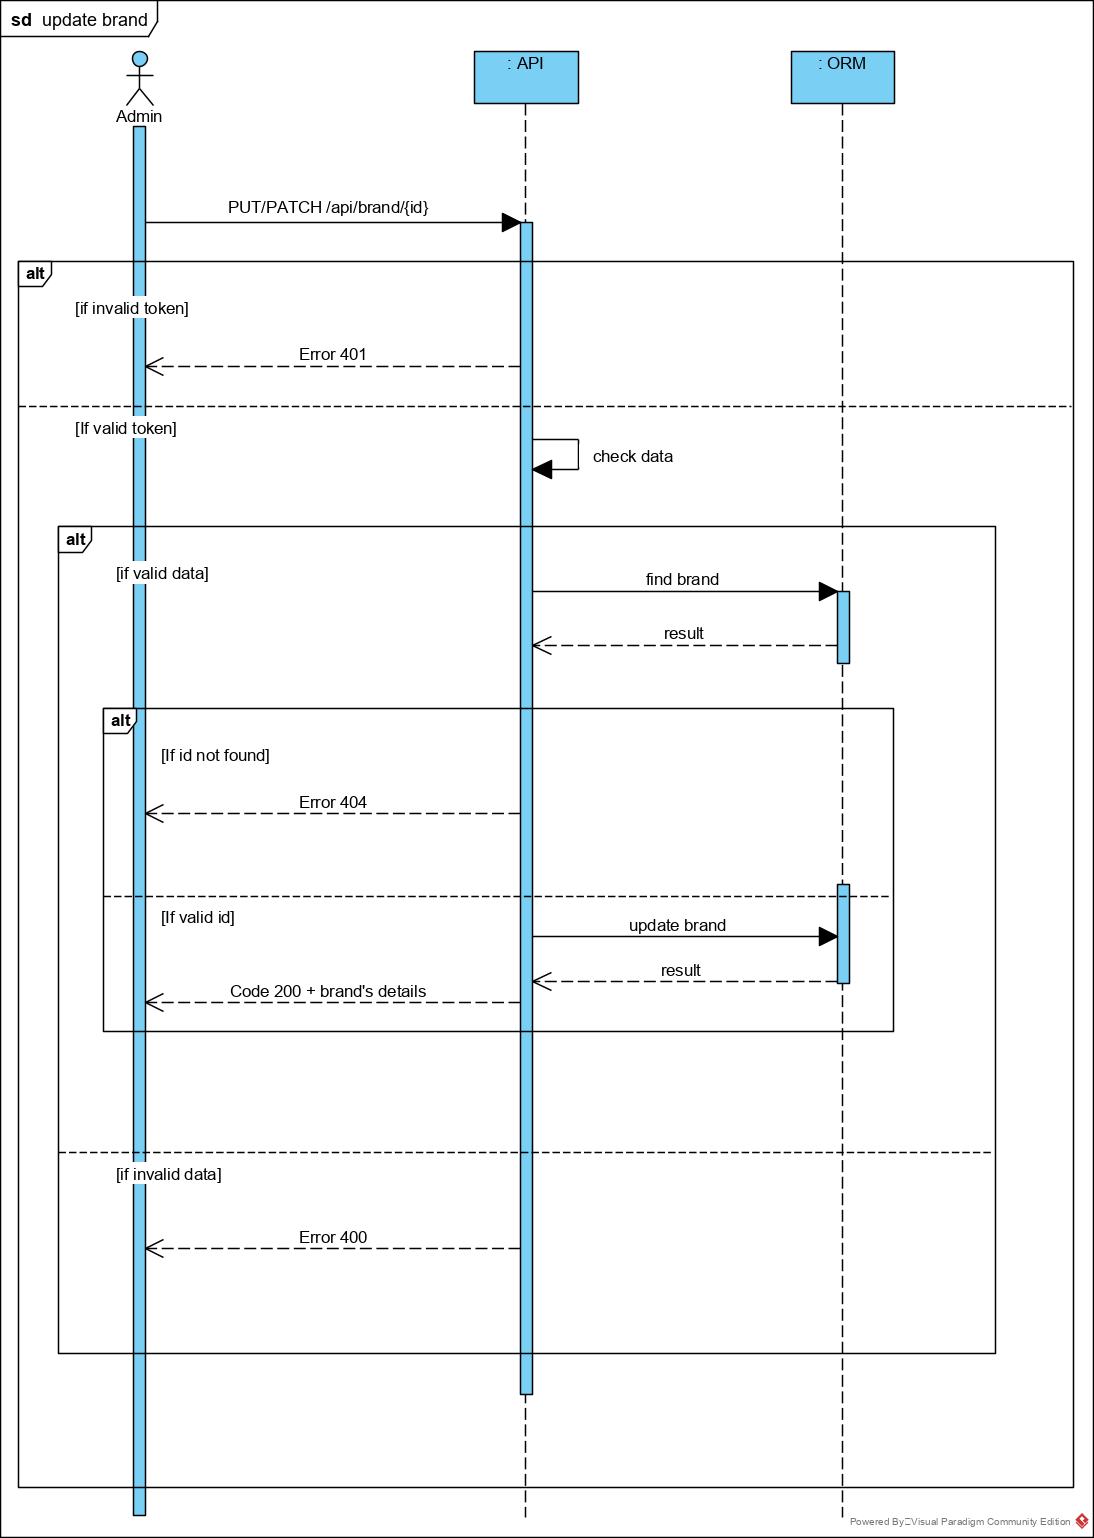 sd update brand
: API
: ORM
Admin
PUT/PATCH /api/brand/{id}
alt
[if invalid token]
Error 401
[If valid token]
check data
alt
[if valid data]
find brand
result
alt
[If id not found]
Error 404
[If valid id]
update brand
result
Code 200 + brand's details
[if invalid data]
Error 400
Powered By Visual Paradigm Community Edition